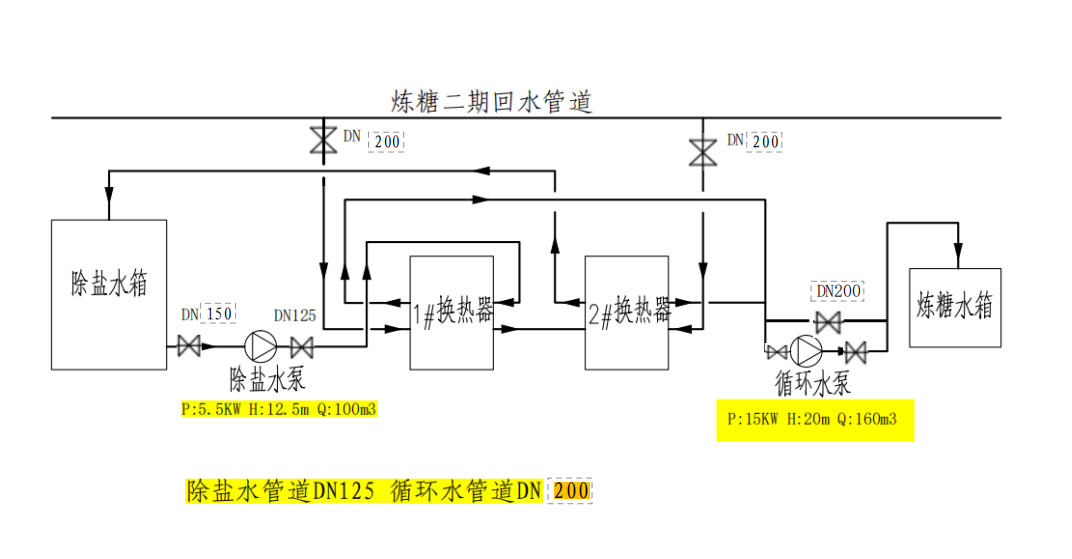 炼糖二期回水管道
DN 200
DN 200
除盐水箱
1#换热器
2#换热器
DN200
炼糖水箱
DN 150
DN125
除盐水泵
循环水泵
P:5.5KW H:12.5m Q:100m3
P:15KW H:20m Q:160m3
除盐水管道DN125 循环水管道DN 200